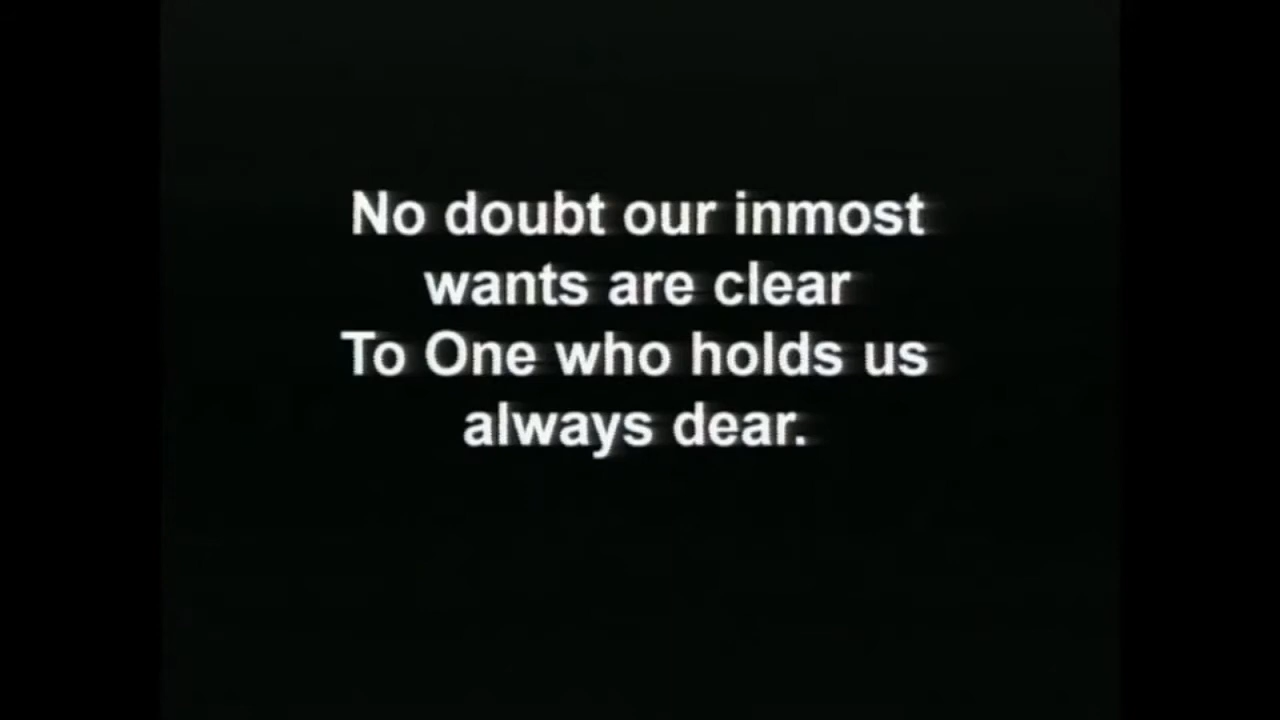 No doubt our inmost
wants are clear
To One who holds us
always dear.